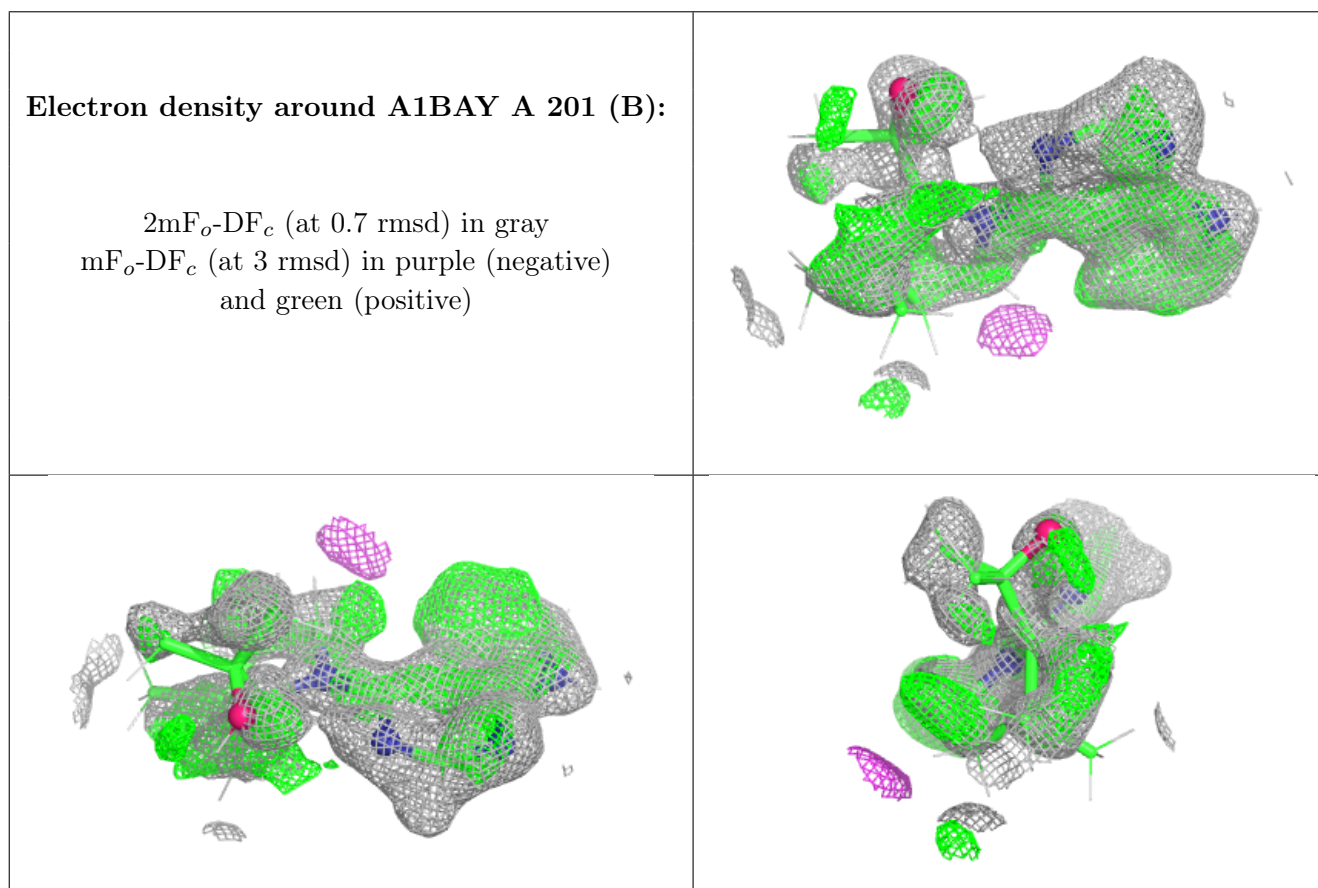 Electron density around A1BAY A 201 (B):
2mFo-DFc (at 0.7 rmsd) in gray
mFo-DFc (at 3 rmsd) in purple (negative)
and green (positive)